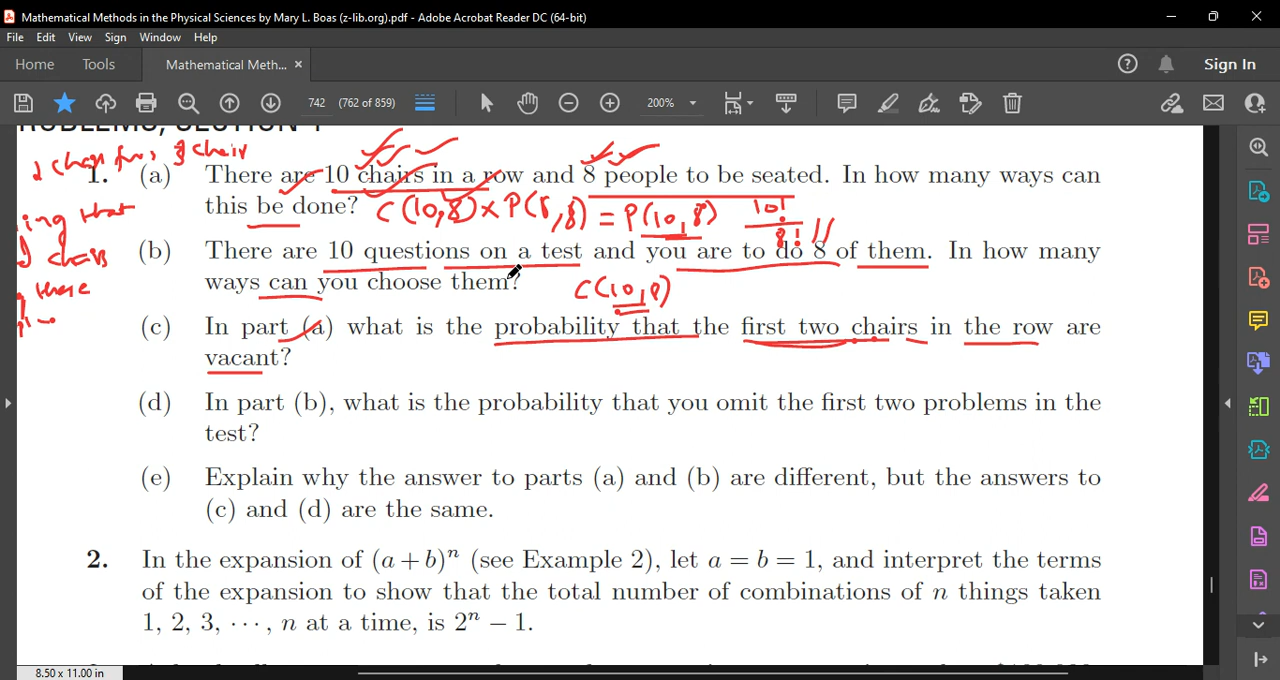 Mathematical Methods in the Physical Sciences by Mary L. Boas (z-lib.org).pdf - Adobe Acrobat Reader DC (64-bit)
File Edit View Sign Window Help
Home Tools Mathematical Meth... × Sign In
742 (762 of 859) 200%
PROBLEMS, SECTION 4
1. (a) There are 10 chairs in a row and 8 people to be seated. In how many ways can
this be done? C(10,8) × P(8,8) = P(10,8) 10! / 8! //
(b) There are 10 questions on a test and you are to do 8 of them. In how many
ways can you choose them? C(10,8)
(c) In part (a) what is the probability that the first two chairs in the row are
vacant?
(d) In part (b), what is the probability that you omit the first two problems in the
test?
(e) Explain why the answer to parts (a) and (b) are different, but the answers to
(c) and (d) are the same.
2. In the expansion of (a + b)ⁿ (see Example 2), let a = b = 1, and interpret the terms
of the expansion to show that the total number of combinations of n things taken
1, 2, 3, ···, n at a time, is 2ⁿ − 1.
8.50 x 11.00 in